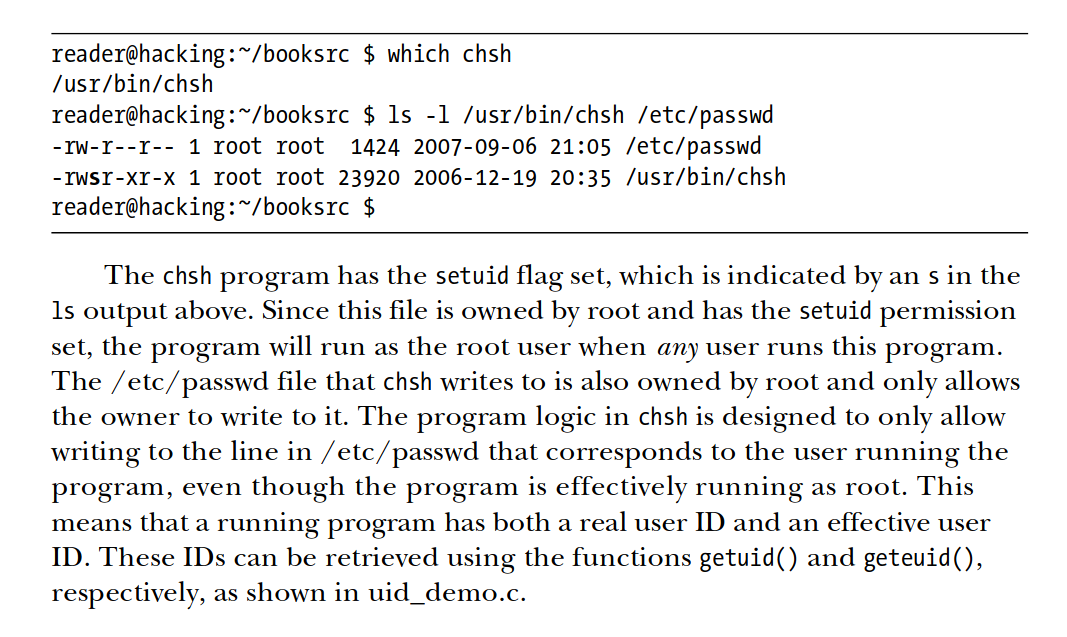 reader@hacking:~/booksrc $ which chsh
/usr/bin/chsh
reader@hacking:~/booksrc $ ls -l /usr/bin/chsh /etc/passwd
-rw-r--r-- 1 root root  1424 2007-09-06 21:05 /etc/passwd
-rwsr-xr-x 1 root root 23920 2006-12-19 20:35 /usr/bin/chsh
reader@hacking:~/booksrc $
The chsh program has the setuid flag set, which is indicated by an s in the
ls output above. Since this file is owned by root and has the setuid permission
set, the program will run as the root user when any user runs this program.
The /etc/passwd file that chsh writes to is also owned by root and only allows
the owner to write to it. The program logic in chsh is designed to only allow
writing to the line in /etc/passwd that corresponds to the user running the
program, even though the program is effectively running as root. This
means that a running program has both a real user ID and an effective user
ID. These IDs can be retrieved using the functions getuid() and geteuid(),
respectively, as shown in uid_demo.c.